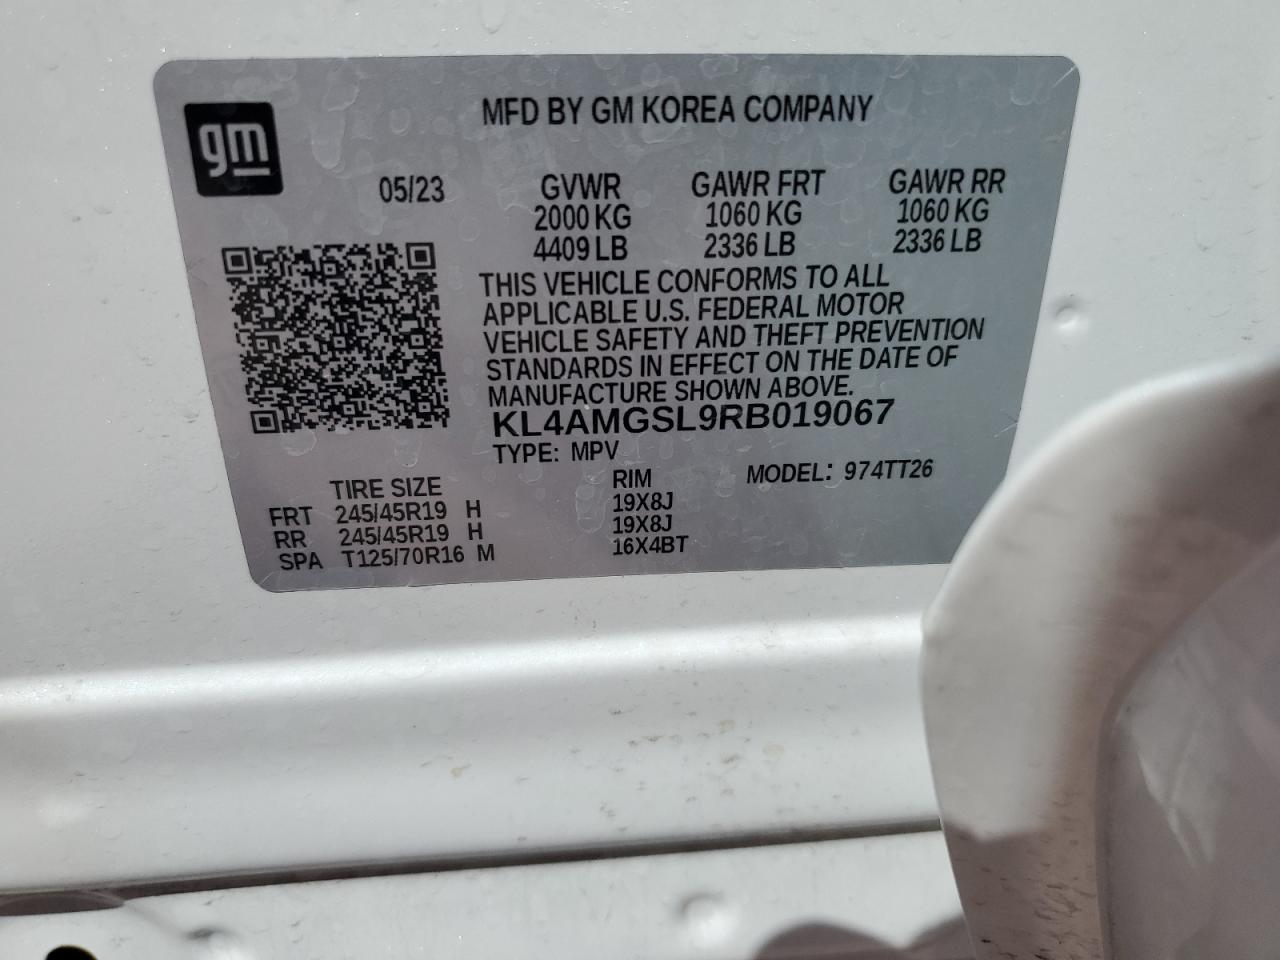 gm
MFD BY GM KOREA COMPANY
05/23 GVWR GAWR FRT GAWR RR
2000 KG 1060 KG 1060 KG
4409 LB 2336 LB 2336 LB
THIS VEHICLE CONFORMS TO ALL
APPLICABLE U.S. FEDERAL MOTOR
VEHICLE SAFETY AND THEFT PREVENTION
STANDARDS IN EFFECT ON THE DATE OF
MANUFACTURE SHOWN ABOVE.
KL4AMGSL9RB019067
TYPE: MPV
MODEL: 974TT26
TIRE SIZE RIM
FRT 245/45R19 H 19X8J
RR 245/45R19 H 19X8J
SPA T125/70R16 M 16X4BT